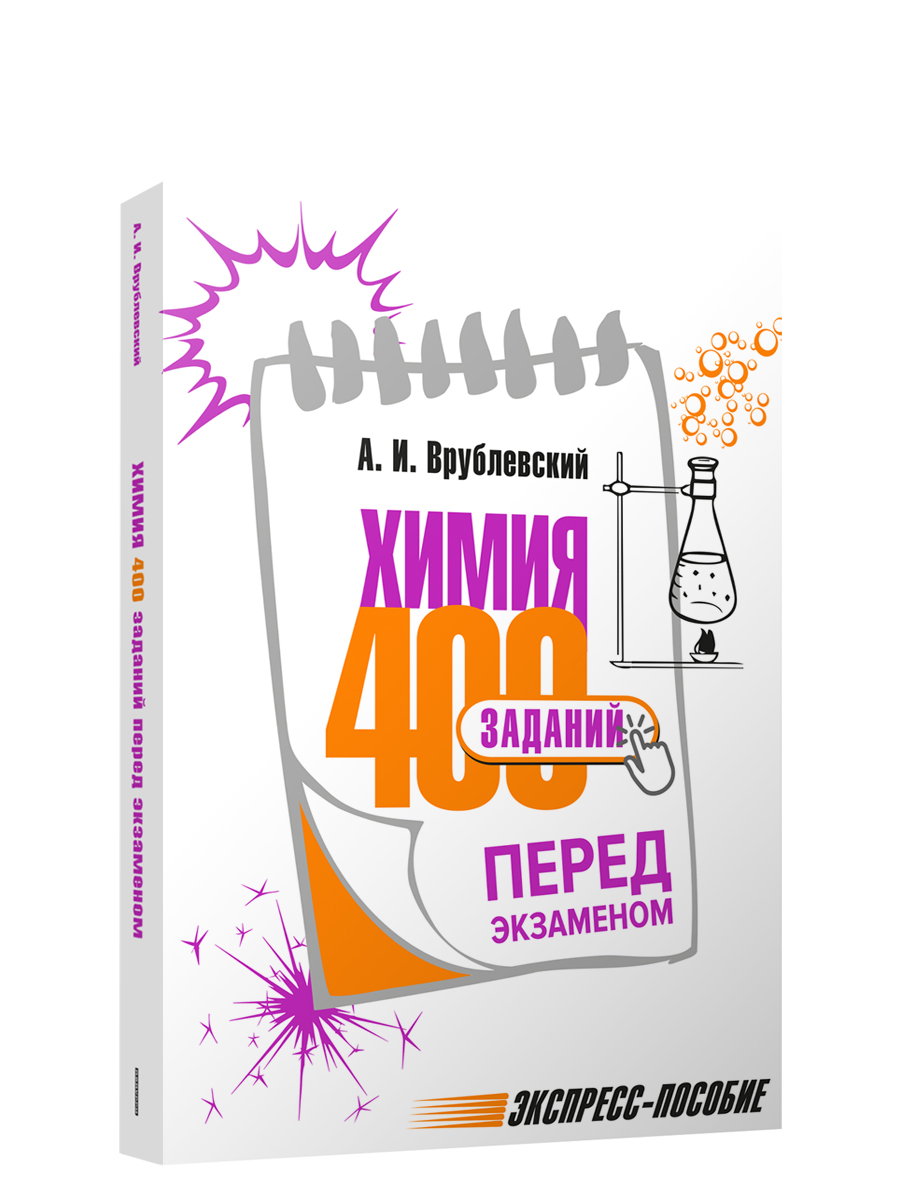 А. И. Врублевский
ХИМИЯ 400 заданий перед экзаменом
А. И. Врублевский
ХИМИЯ
400
ЗАДАНИЙ
ПЕРЕД
ЭКЗАМЕНОМ
ЭКСПРЕСС-ПОСОБИЕ